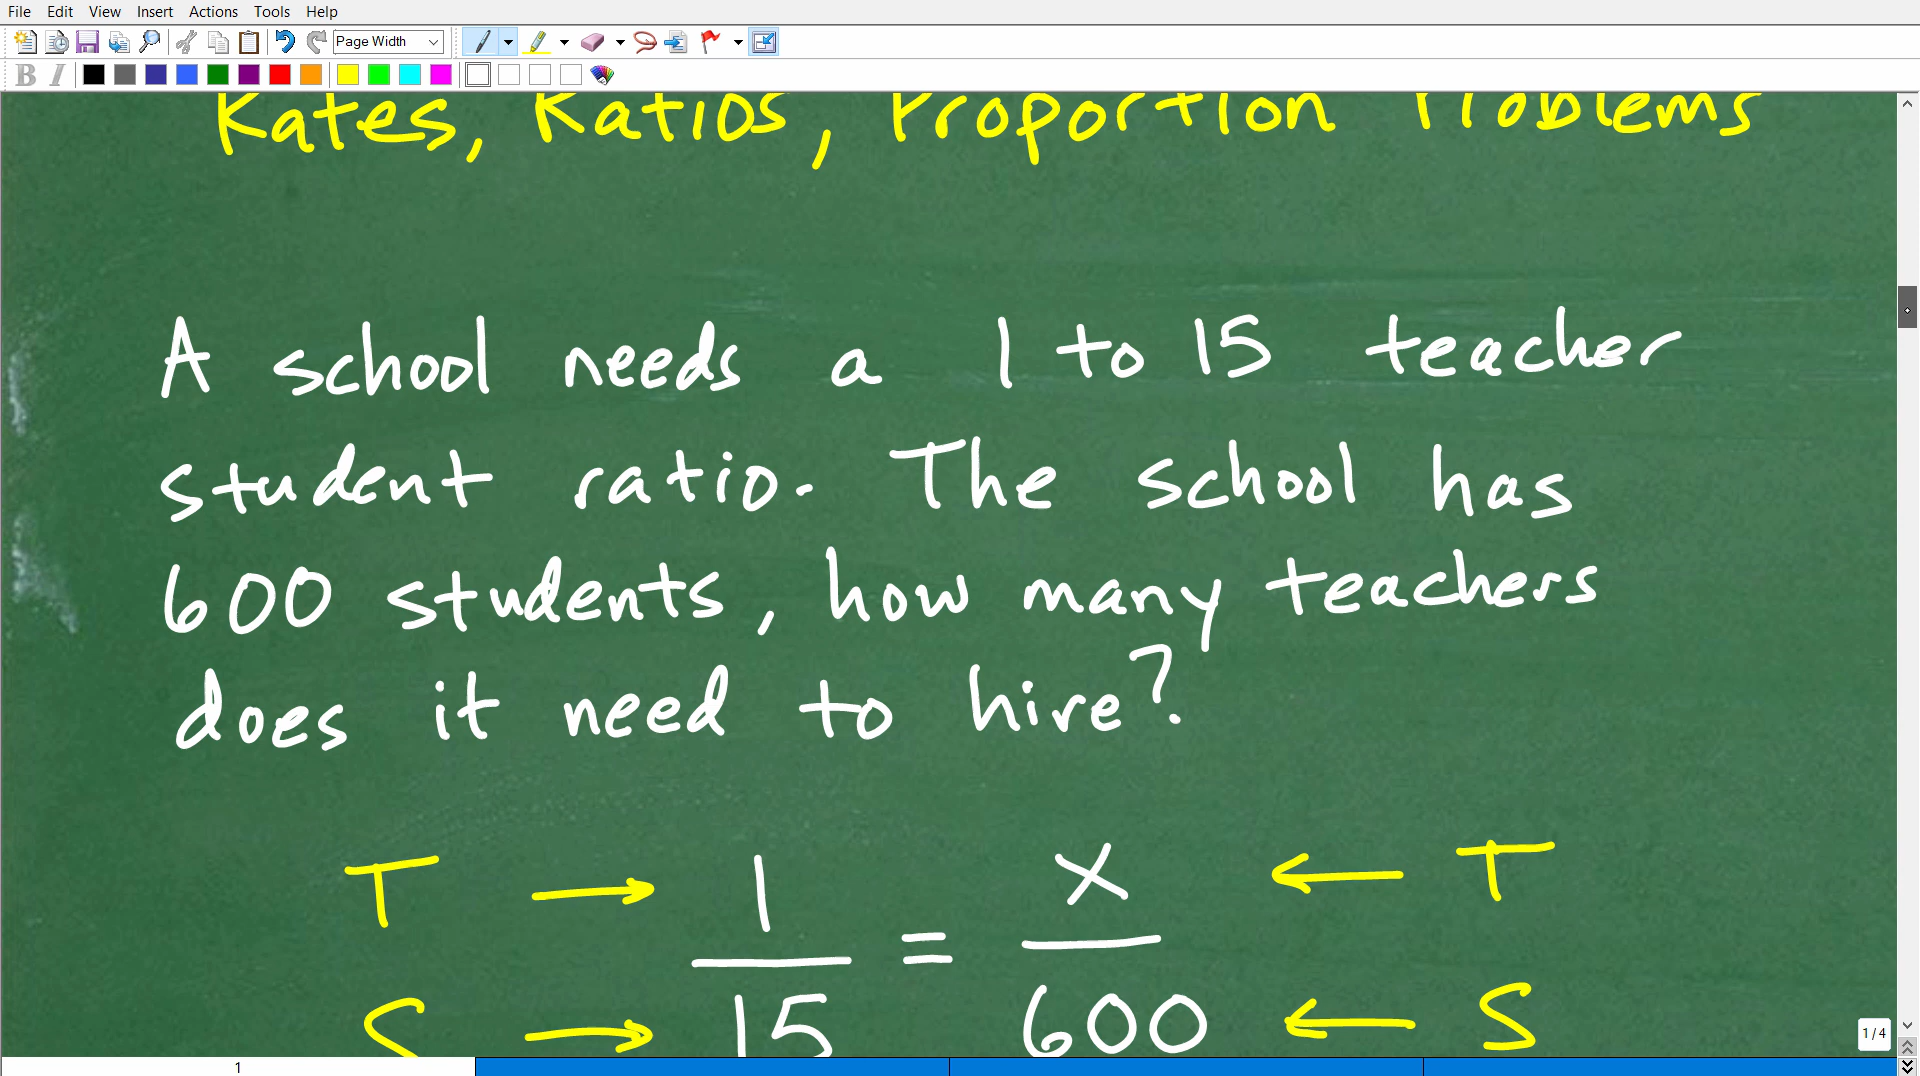 File Edit View Insert Actions Tools Help
Page Width
B I
Rates, Ratios, Proportion Problems
A school needs a 1 to 15 teacher
student ratio. The school has
600 students, how many teachers
does it need to hire?
T → 1 = x ← T
S → 15 600 ← S
1/4
1